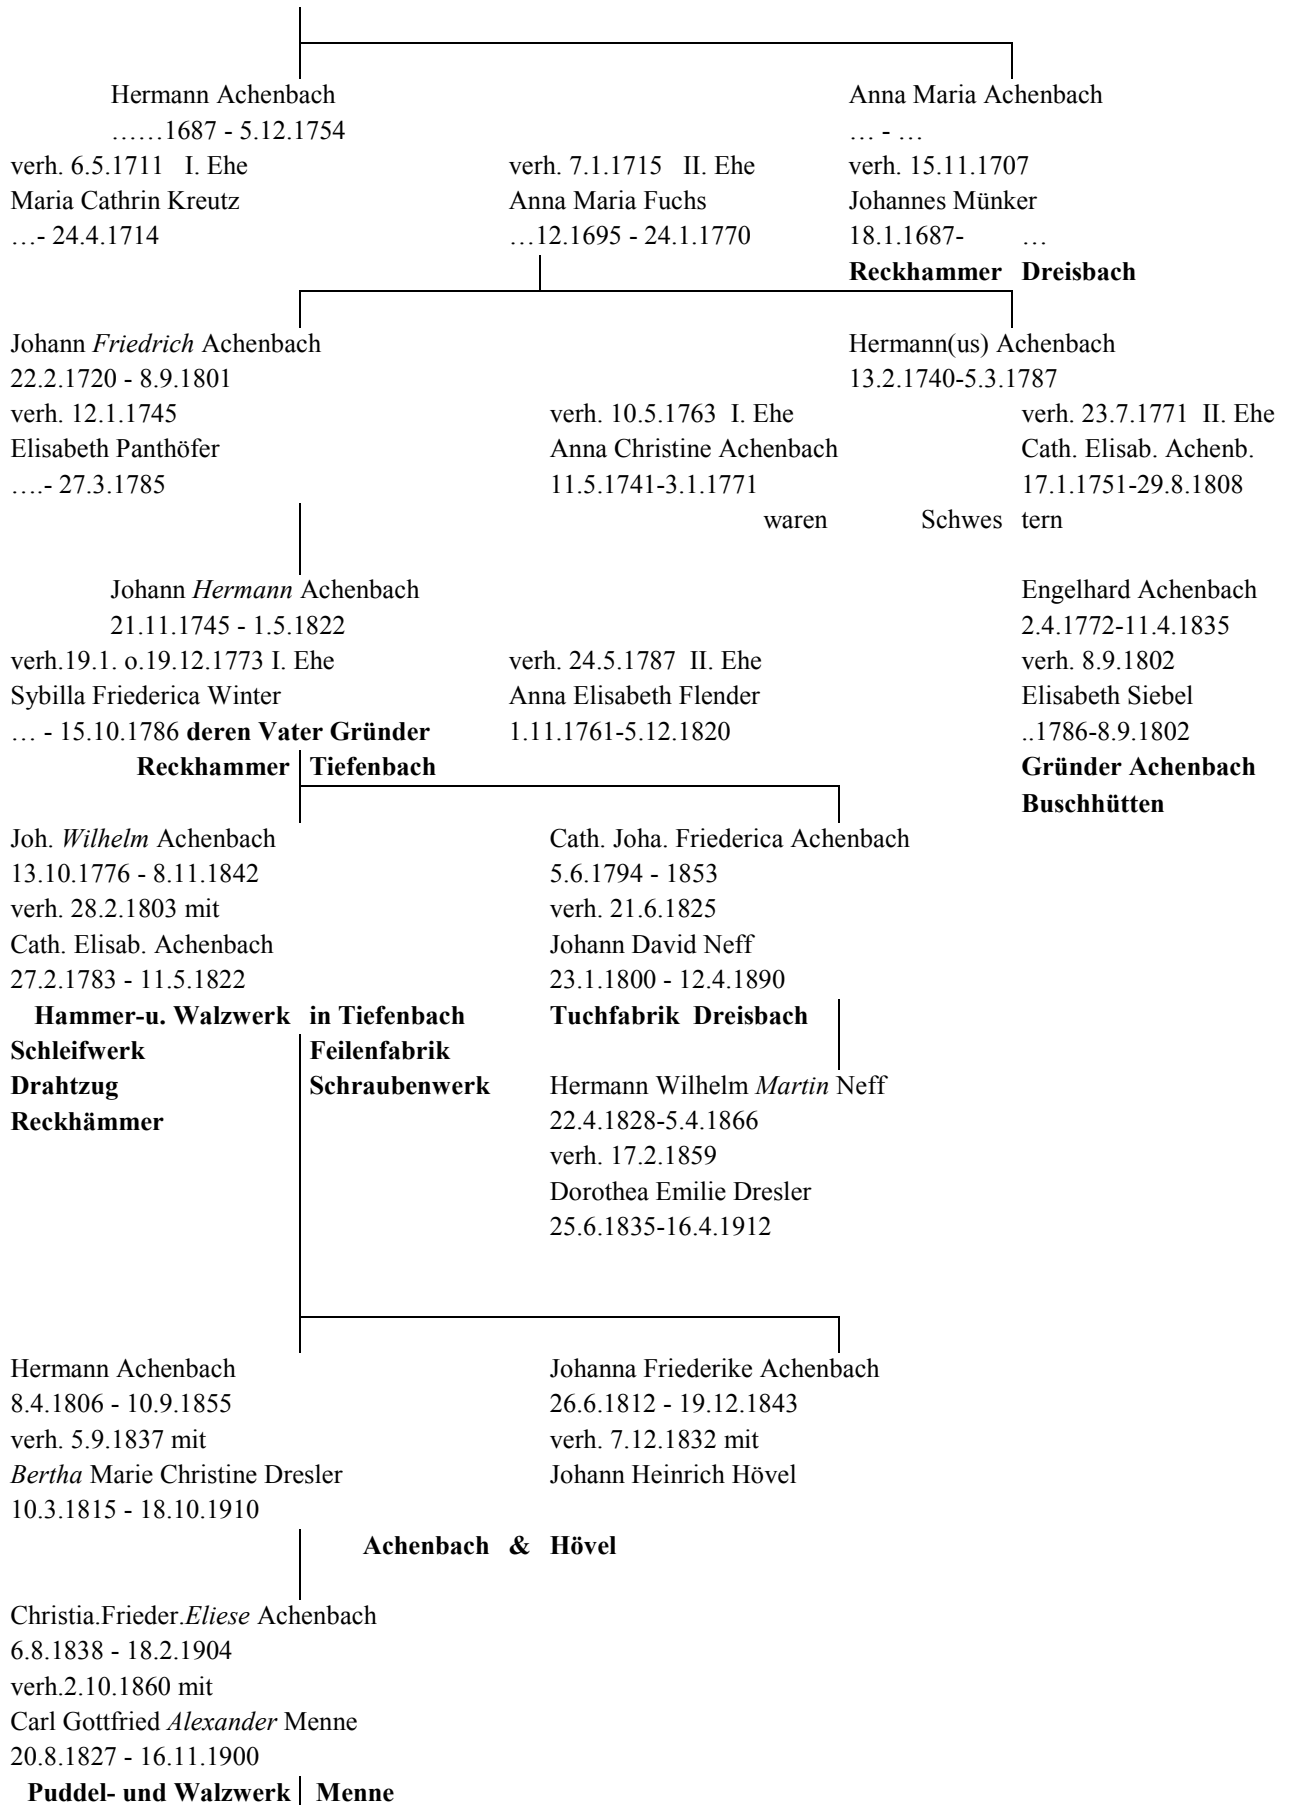 Hermann Achenbach Anna Maria Achenbach
……1687 - 5.12.1754 … - …
verh. 6.5.1711 I. Ehe verh. 7.1.1715 II. Ehe verh. 15.11.1707
Maria Cathrin Kreutz Anna Maria Fuchs Johannes Münker
…- 24.4.1714 …12.1695 - 24.1.1770 18.1.1687- …
Reckhammer Dreisbach
Johann Friedrich Achenbach Hermann(us) Achenbach
22.2.1720 - 8.9.1801 13.2.1740-5.3.1787
verh. 12.1.1745 verh. 10.5.1763 I. Ehe verh. 23.7.1771 II. Ehe
Elisabeth Panthöfer Anna Christine Achenbach Cath. Elisab. Achenb.
….- 27.3.1785 11.5.1741-3.1.1771 17.1.1751-29.8.1808
waren Schwes tern
Johann Hermann Achenbach Engelhard Achenbach
21.11.1745 - 1.5.1822 2.4.1772-11.4.1835
verh.19.1. o.19.12.1773 I. Ehe verh. 24.5.1787 II. Ehe verh. 8.9.1802
Sybilla Friederica Winter Anna Elisabeth Flender Elisabeth Siebel
… - 15.10.1786 deren Vater Gründer 1.11.1761-5.12.1820 ..1786-8.9.1802
Reckhammer Tiefenbach Gründer Achenbach
Buschhütten
Joh. Wilhelm Achenbach Cath. Joha. Friederica Achenbach
13.10.1776 - 8.11.1842 5.6.1794 - 1853
verh. 28.2.1803 mit verh. 21.6.1825
Cath. Elisab. Achenbach Johann David Neff
27.2.1783 - 11.5.1822 23.1.1800 - 12.4.1890
Hammer-u. Walzwerk in Tiefenbach Tuchfabrik Dreisbach
Schleifwerk Feilenfabrik
Drahtzug Schraubenwerk Hermann Wilhelm Martin Neff
Reckhämmer 22.4.1828-5.4.1866
verh. 17.2.1859
Dorothea Emilie Dresler
25.6.1835-16.4.1912
Hermann Achenbach Johanna Friederike Achenbach
8.4.1806 - 10.9.1855 26.6.1812 - 19.12.1843
verh. 5.9.1837 mit verh. 7.12.1832 mit
Bertha Marie Christine Dresler Johann Heinrich Hövel
10.3.1815 - 18.10.1910
Achenbach & Hövel
Christia.Frieder.Eliese Achenbach
6.8.1838 - 18.2.1904
verh.2.10.1860 mit
Carl Gottfried Alexander Menne
20.8.1827 - 16.11.1900
Puddel- und Walzwerk Menne